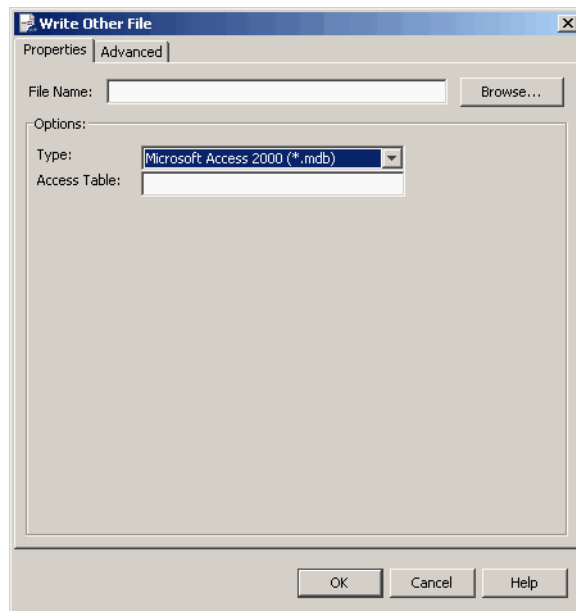 Write Other File
Properties Advanced
File Name: Browse...
Options:
Type: Microsoft Access 2000 (*.mdb)
Access Table:
OK Cancel Help